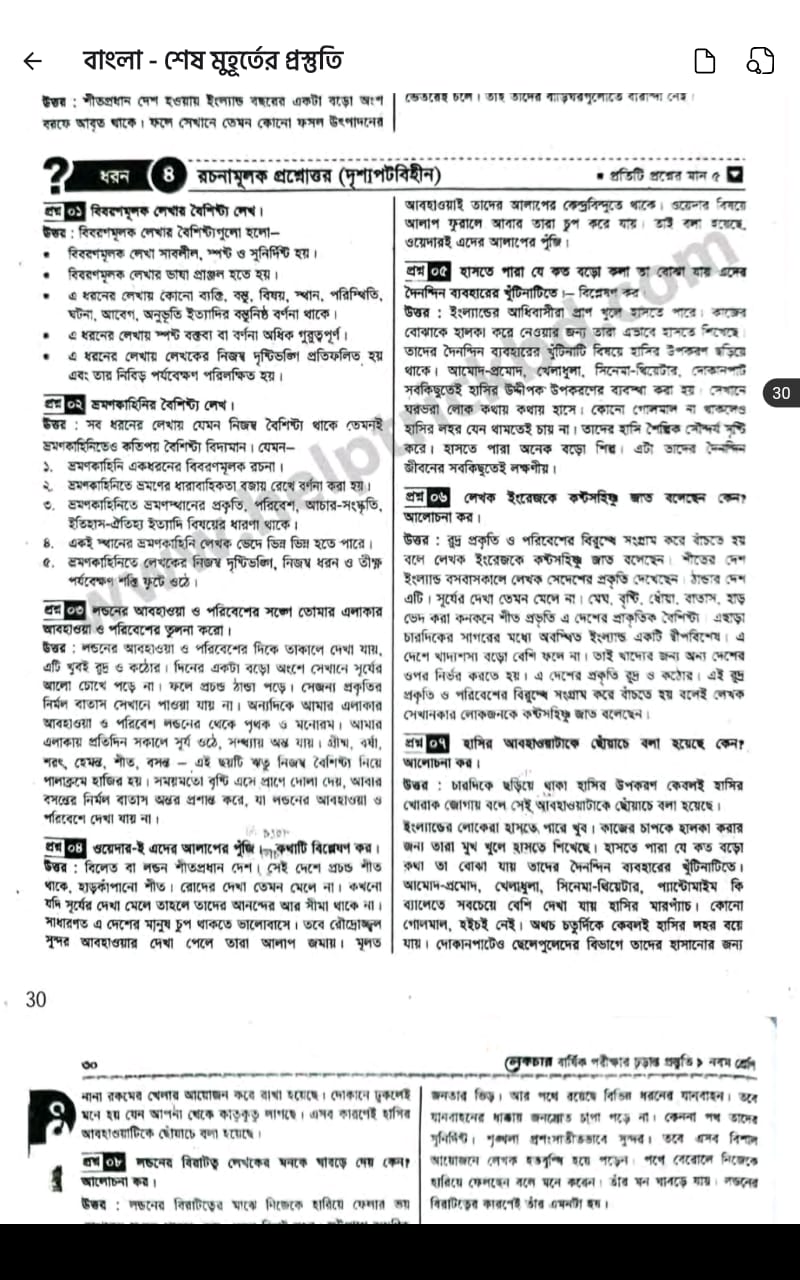 বাংলা - শেষ মুহূর্তের প্রস্তুতি
উত্তর : শীতপ্রধান দেশ হওয়ায় ইংল্যান্ড বছরের একটা বড়ো অংশ
বরফে আবৃত থাকে। ফলে সেখানে তেমন কোনো ফসল উৎপাদনের
ভেতরেই চলে। তাই তাদের বাড়িঘরগুলোতে বারান্দা নেই।
? ধরন ৪ রচনামূলক প্রশ্নোত্তর (দৃশ্যপটবিহীন) ▪ প্রতিটি প্রশ্নের মান ৫
প্রশ্ন ০১ বিবরণমূলক লেখার বৈশিষ্ট্য লেখ।
উত্তর : বিবরণমূলক লেখার বৈশিষ্ট্যগুলো হলো—
• বিবরণমূলক লেখা সাবলীল, স্পষ্ট ও সুনির্দিষ্ট হয়।
• বিবরণমূলক লেখার ভাষা প্রাঞ্জল হতে হয়।
• এ ধরনের লেখায় কোনো ব্যক্তি, বস্তু, বিষয়, স্থান, পরিস্থিতি,
ঘটনা, আবেগ, অনুভূতি ইত্যাদির বস্তুনিষ্ঠ বর্ণনা থাকে।
• এ ধরনের লেখায় স্পষ্ট বক্তব্য বা বর্ণনা অধিক গুরুত্বপূর্ণ।
• এ ধরনের লেখায় লেখকের নিজস্ব দৃষ্টিভঙ্গি প্রতিফলিত হয়
এবং তার নিবিড় পর্যবেক্ষণ পরিলক্ষিত হয়।
প্রশ্ন ০২ ভ্রমণকাহিনির বৈশিষ্ট্য লেখ।
উত্তর : সব ধরনের লেখায় যেমন নিজস্ব বৈশিষ্ট্য থাকে তেমনই
ভ্রমণকাহিনিতেও কতিপয় বৈশিষ্ট্য বিদ্যমান। যেমন—
১. ভ্রমণকাহিনি একধরনের বিবরণমূলক রচনা।
২. ভ্রমণকাহিনিতে ভ্রমণের ধারাবাহিকতা বজায় রেখে বর্ণনা করা হয়।
৩. ভ্রমণকাহিনিতে ভ্রমণস্থানের প্রকৃতি, পরিবেশ, আচার-সংস্কৃতি,
ইতিহাস-ঐতিহ্য ইত্যাদি বিষয়ের ধারণা থাকে।
৪. একই স্থানের ভ্রমণকাহিনি লেখক ভেদে ভিন্ন ভিন্ন হতে পারে।
৫. ভ্রমণকাহিনিতে লেখকের নিজস্ব দৃষ্টিভঙ্গি, নিজস্ব ধরন ও তীক্ষ্ণ
পর্যবেক্ষণ শক্তি ফুটে ওঠে।
প্রশ্ন ০৩ লন্ডনের আবহাওয়া ও পরিবেশের সঙ্গে তোমার এলাকার
আবহাওয়া ও পরিবেশের তুলনা করো।
উত্তর : লন্ডনের আবহাওয়া ও পরিবেশের দিকে তাকালে দেখা যায়,
এটি খুবই রুদ্র ও কঠোর। দিনের একটা বড়ো অংশে সেখানে সূর্যের
আলো চোখে পড়ে না। ফলে প্রচন্ড ঠান্ডা পড়ে। সেজন্য প্রকৃতির
নির্মল বাতাস সেখানে পাওয়া যায় না। অন্যদিকে আমার এলাকার
আবহাওয়া ও পরিবেশ লন্ডনের থেকে পৃথক ও মনোরম। আমার
এলাকায় প্রতিদিন সকালে সূর্য ওঠে, সন্ধ্যায় অস্ত যায়। গ্রীষ্ম, বর্ষা,
শরৎ, হেমন্ত, শীত, বসন্ত – এই ছয়টি ঋতু নিজস্ব বৈশিষ্ট্য নিয়ে
পালাক্রমে হাজির হয়। সময়মতো বৃষ্টি এসে প্রাণে দোলা দেয়, আবার
বসন্তের নির্মল বাতাস অন্তর প্রশান্ত করে, যা লন্ডনের আবহাওয়া ও
পরিবেশে দেখা যায় না।
প্রশ্ন ০৪ ওয়েদার-ই এদের আলাপের পুঁজি। কথাটি বিশ্লেষণ কর।
উত্তর : বিলেত বা লন্ডন শীতপ্রধান দেশ। সেই দেশে প্রচন্ড শীত
থাকে, হাড়কাঁপানো শীত। রোদের দেখা তেমন মেলে না। কখনো
যদি সূর্যের দেখা মেলে তাহলে তাদের আনন্দের আর সীমা থাকে না।
সাধারণত এ দেশের মানুষ চুপ থাকতে ভালোবাসে। তবে রৌদ্রোজ্জ্বল
সুন্দর আবহাওয়ার দেখা পেলে তারা আলাপ জমায়। মূলত
আবহাওয়াই তাদের আলাপের কেন্দ্রবিন্দুতে থাকে। ওয়েদার বিষয়ে
আলাপ ফুরালে আবার তারা চুপ করে যায়। তাই বলা হয়েছে,
ওয়েদারই এদের আলাপের পুঁজি।
প্রশ্ন ০৫ হাসতে পারা যে কত বড়ো কলা তা বোঝা যায় এদের
দৈনন্দিন ব্যবহারের খুঁটিনাটিতে।— বিশ্লেষণ কর
উত্তর : ইংল্যান্ডের আধিবাসীরা প্রাণ খুলে হাসতে পারে। কাজের
বোঝাকে হালকা করে নেওয়ার জন্য তারা এভাবে হাসতে শিখেছে।
তাদের দৈনন্দিন ব্যবহারের খুঁটিনাটি বিষয়ে হাসির উপকরণ ছড়িয়ে
থাকে। আমোদ-প্রমোদ, খেলাধুলা, সিনেমা-থিয়েটার, দোকানপাট
সবকিছুতেই হাসির উদ্দীপক উপকরণের ব্যবস্থা করা হয়। সেখানে
ঘরভরা লোক কথায় কথায় হাসে। কোনো গোলমাল না থাকলেও
হাসির লহর যেন থামতেই চায় না। তাদের হাসি শৈল্পিক সৌন্দর্য সৃষ্টি
করে। হাসতে পারা অনেক বড়ো শিল্প। এটা তাদের দৈনন্দিন
জীবনের সবকিছুতেই লক্ষণীয়।
প্রশ্ন ০৬ লেখক ইংরেজকে কষ্টসহিষ্ণু জাত বলেছেন কেন?
আলোচনা কর।
উত্তর : রুদ্র প্রকৃতি ও পরিবেশের বিরুদ্ধে সংগ্রাম করে বাঁচতে হয়
বলে লেখক ইংরেজকে কষ্টসহিষ্ণু জাত বলেছেন। শীতের দেশ
ইংল্যান্ড বসবাসকালে লেখক সেদেশের প্রকৃতি দেখেছেন। ঠান্ডার দেশ
এটি। সূর্যের দেখা তেমন মেলে না। মেঘ, বৃষ্টি, ধোঁয়া, বাতাস, হাড়
ভেদ করা কনকনে শীত প্রভৃতি এ দেশের প্রাকৃতিক বৈশিষ্ট্য। এছাড়া
চারদিকের সাগরের মধ্যে অবস্থিত ইংল্যান্ড একটি দ্বীপবিশেষ। এ
দেশে খাদ্যশস্য বড়ো বেশি ফলে না। তাই খাদ্যের জন্য অন্য দেশের
ওপর নির্ভর করতে হয়। এ দেশের প্রকৃতি রুদ্র ও কঠোর। এই রুদ্র
প্রকৃতি ও পরিবেশের বিরুদ্ধে সংগ্রাম করে বাঁচতে হয় বলেই লেখক
সেখানকার লোকজনকে কষ্টসহিষ্ণু জাত বলেছেন।
প্রশ্ন ০৭ হাসির আবহাওয়াটাকে ছোঁয়াচে বলা হয়েছে কেন?
আলোচনা কর।
উত্তর : চারদিকে ছড়িয়ে থাকা হাসির উপকরণ কেবলই হাসির
খোরাক জোগায় বলে সেই আবহাওয়াটাকে ছোঁয়াচে বলা হয়েছে।
ইংল্যান্ডের লোকেরা হাসতে পারে খুব। কাজের চাপকে হালকা করার
জন্য তারা মুখ খুলে হাসতে শিখেছে। হাসতে পারা যে কত বড়ো
কথা তা বোঝা যায় তাদের দৈনন্দিন ব্যবহারের খুঁটিনাটিতে।
আমোদ-প্রমোদ, খেলাধুলা, সিনেমা-থিয়েটার, প্যান্টোমাইম কি
ব্যালেতে সবচেয়ে বেশি দেখা যায় হাসির মারপ্যাঁচ। কোনো
গোলমাল, হইচই নেই। অথচ চতুর্দিকে কেবলই হাসির লহর বয়ে
যায়। দোকানপাটেও ছেলেপুলেদের বিভাগে তাদের হাসানোর জন্য
30
30
www.helptrickbd.com
৩০
লেকচার বার্ষিক পরীক্ষার চূড়ান্ত প্রস্তুতি › নবম শ্রেণি
নানা রকমের খেলার আয়োজন করে রাখা হয়েছে। দোকানে ঢুকলেই
মনে হয় যেন আপনা থেকে কাতুকুতু লাগছে। এসব কারণেই হাসির
আবহাওয়াটিকে ছোঁয়াচে বলা হয়েছে।
প্রশ্ন ০৮ লন্ডনের বিরাটত্ব লেখকের মনকে ঘাবড়ে দেয় কেন?
আলোচনা কর।
উত্তর : লন্ডনের বিরাটত্বের মাঝে নিজেকে হারিয়ে ফেলার ভয়
জনতার ভিড়। আর পথে রয়েছে বিভিন্ন ধরনের যানবাহন। তবে
যানবাহনের ধাক্কায় জনস্রোত চাপা পড়ে না। কেননা পথ তাদের
সুনির্দিষ্ট। শৃঙ্খলা প্রশংসাতীতভাবে সুন্দর। তবে এসব বিশাল
আয়োজনে লেখক হতবুদ্ধি হয়ে পড়েন। পথে বেরোলে নিজেকে
হারিয়ে ফেলছেন বলে মনে করেন। তাঁর মন ঘাবড়ে যায়। লন্ডনের
বিরাটত্বের কারণেই তাঁর এমনটা হয়।